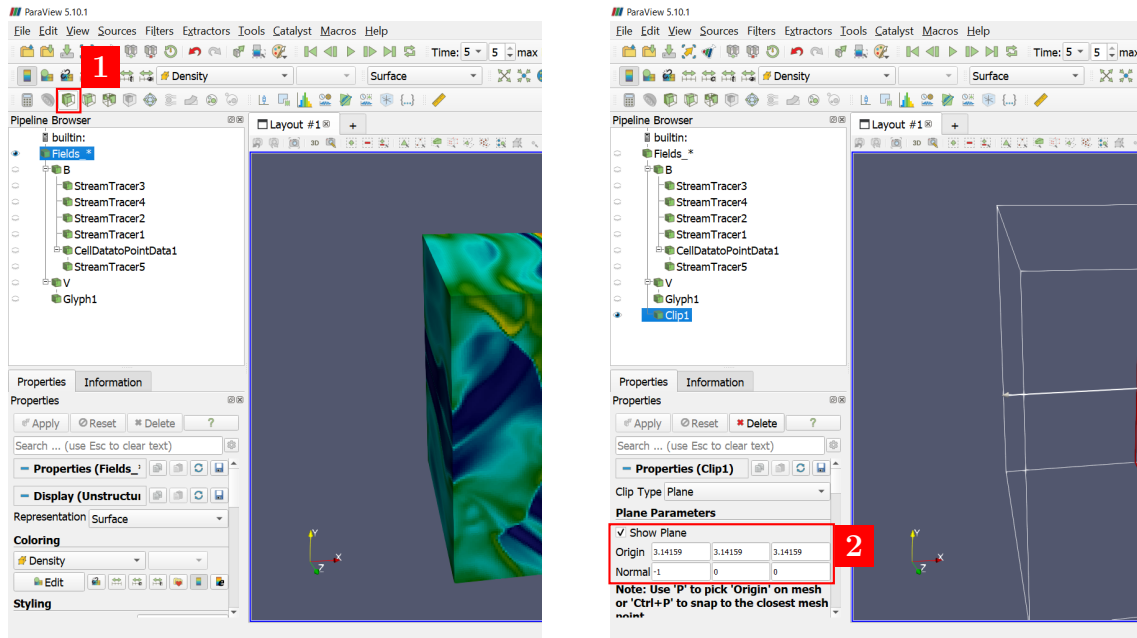 ParaView 5.10.1
File Edit View Sources Filters Extractors Tools Catalyst Macros Help
Time: 5 5 max
1
Density Surface
Pipeline Browser
Layout #1 +
builtin:
3D
Fields_*
B
StreamTracer3
StreamTracer4
StreamTracer2
StreamTracer1
CellDatatoPointData1
StreamTracer5
V
Glyph1
Properties Information
Properties
Apply Reset Delete ?
Search ... (use Esc to clear text)
Properties (Fields_
Display (Unstructu
Representation Surface
Coloring
Density
Edit
Styling
Y
X
Z
ParaView 5.10.1
File Edit View Sources Filters Extractors Tools Catalyst Macros Help
Time: 5 5 max
Density Surface
Pipeline Browser
Layout #1 +
builtin:
3D
Fields_*
B
StreamTracer3
StreamTracer4
StreamTracer2
StreamTracer1
CellDatatoPointData1
StreamTracer5
V
Glyph1
Clip1
Properties Information
Properties
Apply Reset Delete ?
Search ... (use Esc to clear text)
Properties (Clip1)
Clip Type Plane
Plane Parameters
Show Plane
Origin 3.14159 3.14159 3.14159
Normal -1 0 0
2
Note: Use 'P' to pick 'Origin' on mesh
or 'Ctrl+P' to snap to the closest mesh
point
Y
X
Z